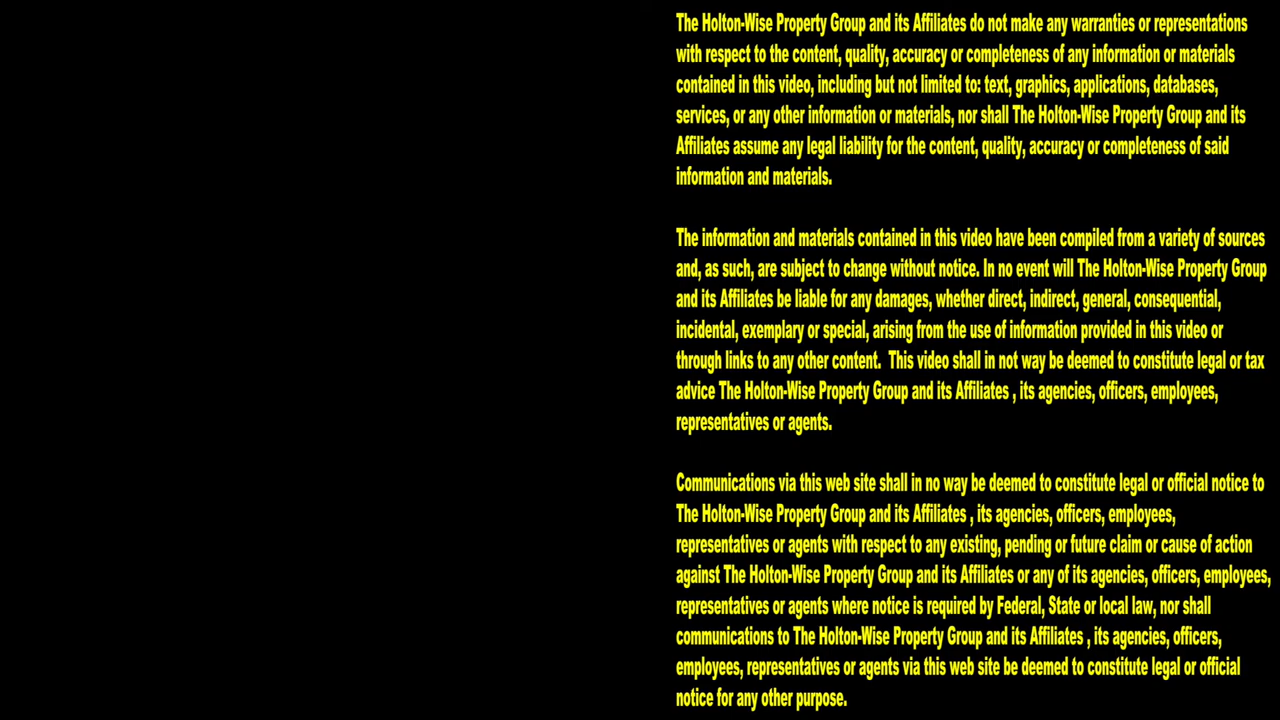 The Holton-Wise Property Group and its Affiliates do not make any warranties or representations
with respect to the content, quality, accuracy or completeness of any information or materials
contained in this video, including but not limited to: text, graphics, applications, databases,
services, or any other information or materials, nor shall The Holton-Wise Property Group and its
Affiliates assume any legal liability for the content, quality, accuracy or completeness of said
information and materials.
The information and materials contained in this video have been compiled from a variety of sources
and, as such, are subject to change without notice. In no event will The Holton-Wise Property Group
and its Affiliates be liable for any damages, whether direct, indirect, general, consequential,
incidental, exemplary or special, arising from the use of information provided in this video or
through links to any other content.  This video shall in not way be deemed to constitute legal or tax
advice The Holton-Wise Property Group and its Affiliates , its agencies, officers, employees,
representatives or agents.
Communications via this web site shall in no way be deemed to constitute legal or official notice to
The Holton-Wise Property Group and its Affiliates , its agencies, officers, employees,
representatives or agents with respect to any existing, pending or future claim or cause of action
against The Holton-Wise Property Group and its Affiliates or any of its agencies, officers, employees,
representatives or agents where notice is required by Federal, State or local law, nor shall
communications to The Holton-Wise Property Group and its Affiliates , its agencies, officers,
employees, representatives or agents via this web site be deemed to constitute legal or official
notice for any other purpose.